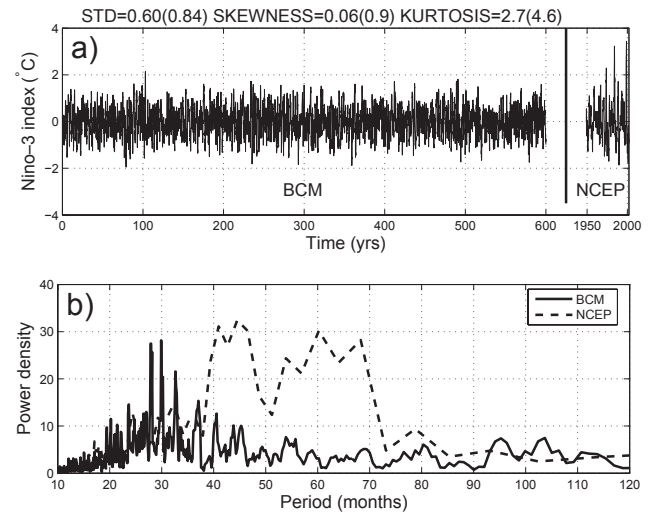 STD=0.60(0.84) SKEWNESS=0.06(0.9) KURTOSIS=2.7(4.6)
a)
Nino–3 index (°C)
4
2
0
−2
−4
BCM
NCEP
0 100 200 300 400 500 600 1950 2000
Time (yrs)
b)
BCM
NCEP
Power density
40
30
20
10
0
10 20 30 40 50 60 70 80 90 100 110 120
Period (months)